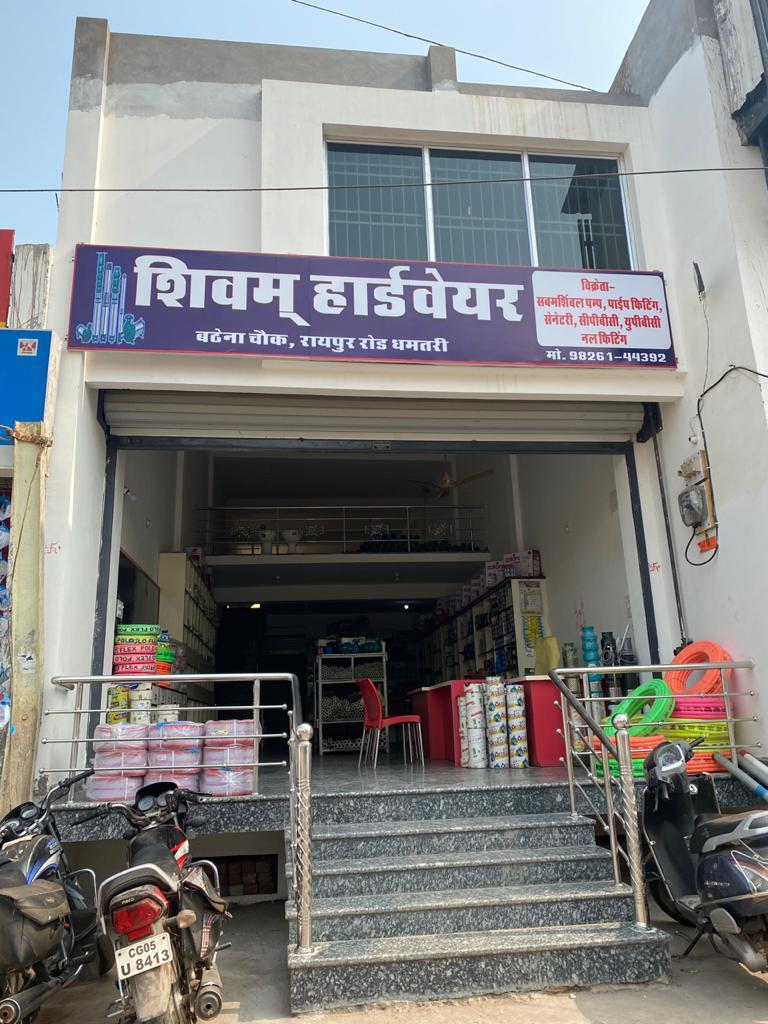 शिवम् हार्डवेयर
बठेना चौक, रायपुर रोड धमतरी
विक्रेता-
सबमर्शिबल पम्प, पाईप फिटिंग,
सेनेटरी, सीपीबीसी, युपीबीसी
नल फिटिंग
मो. 98261-44392
CG05
U 8413